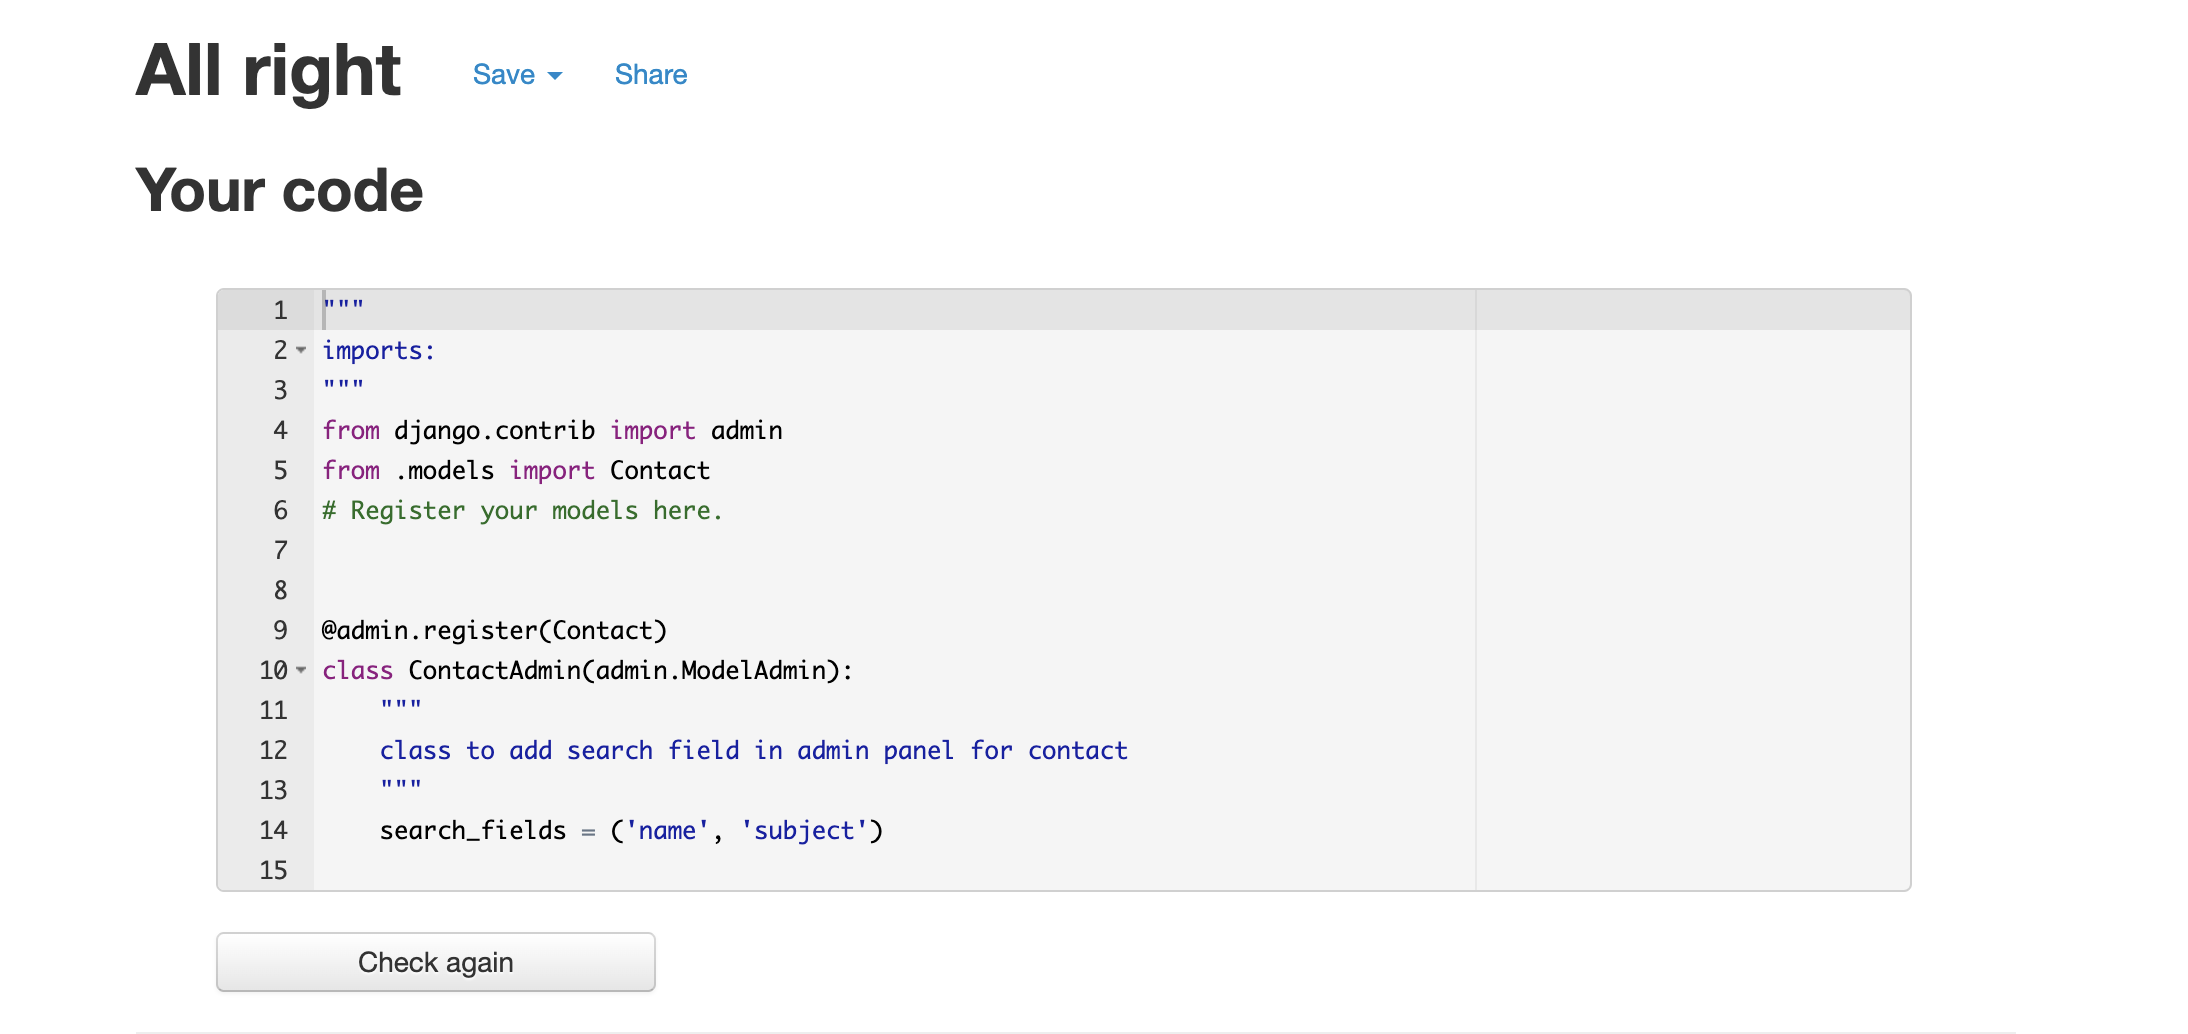 All right Save Share
Your code
1 """
2 imports:
3 """
4 from django.contrib import admin
5 from .models import Contact
6 # Register your models here.
7
8
9 @admin.register(Contact)
10 class ContactAdmin(admin.ModelAdmin):
11     """
12     class to add search field in admin panel for contact
13     """
14     search_fields = ('name', 'subject')
15
Check again